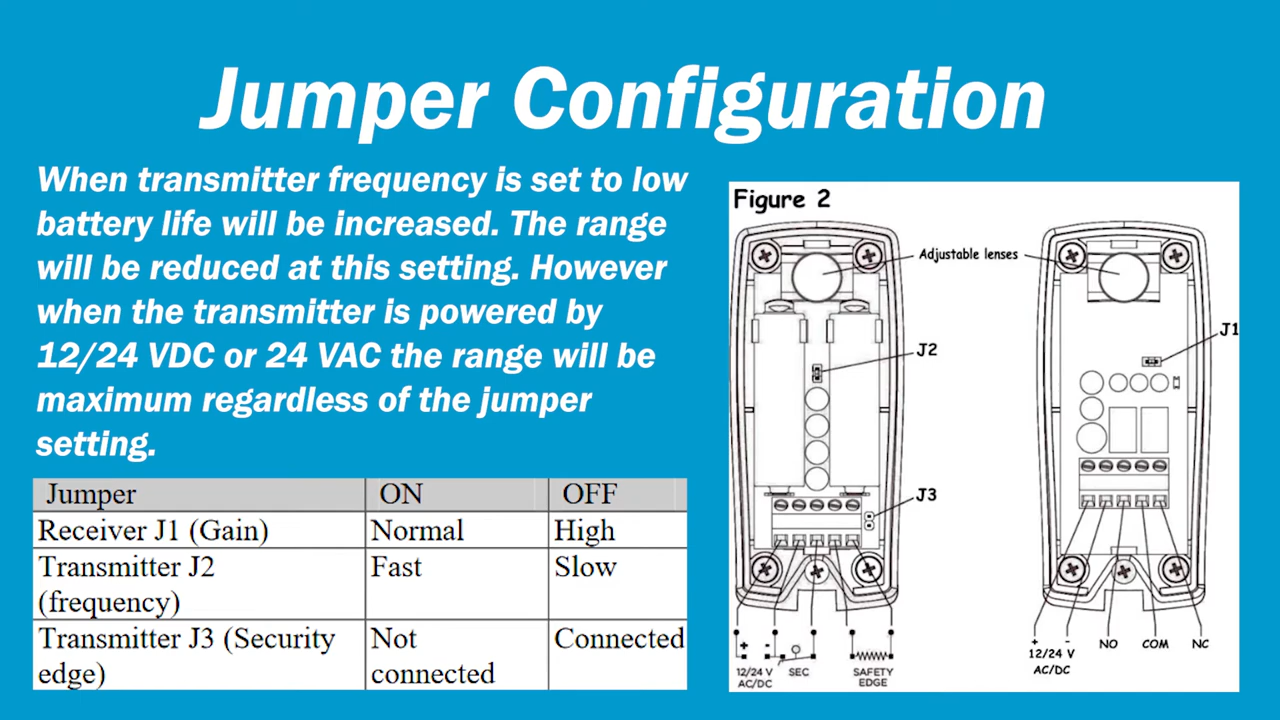 Jumper Configuration
When transmitter frequency is set to low
battery life will be increased. The range
will be reduced at this setting. However
when the transmitter is powered by
12/24 VDC or 24 VAC the range will be
maximum regardless of the jumper
setting.
Jumper ON OFF
Receiver J1 (Gain) Normal High
Transmitter J2 Fast Slow
(frequency)
Transmitter J3 (Security Not Connected
edge) connected
Figure 2
Adjustable lenses
J1
J2
J3
+ -
12/24 V SEC SAFETY
AC/DC EDGE
+ - NO COM NC
12/24 V
AC/DC